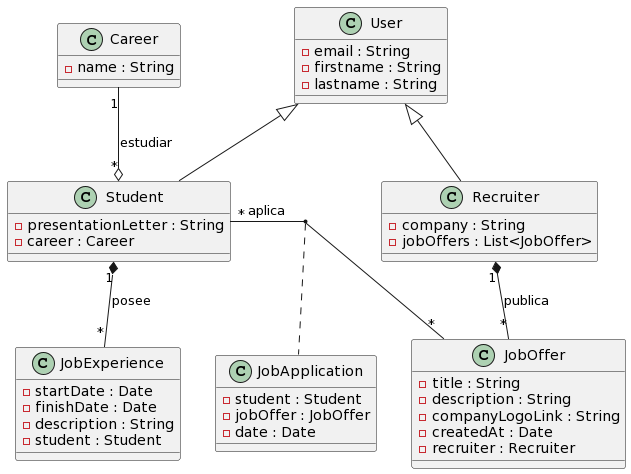 C Career
name : String
C User
email : String
firstname : String
lastname : String
1
estudiar
*
C Student
presentationLetter : String
career : Career
* aplica
C Recruiter
company : String
jobOffers : List<JobOffer>
1
posee
*
1
publica
*
*
C JobExperience
startDate : Date
finishDate : Date
description : String
student : Student
C JobApplication
student : Student
jobOffer : JobOffer
date : Date
C JobOffer
title : String
description : String
companyLogoLink : String
createdAt : Date
recruiter : Recruiter